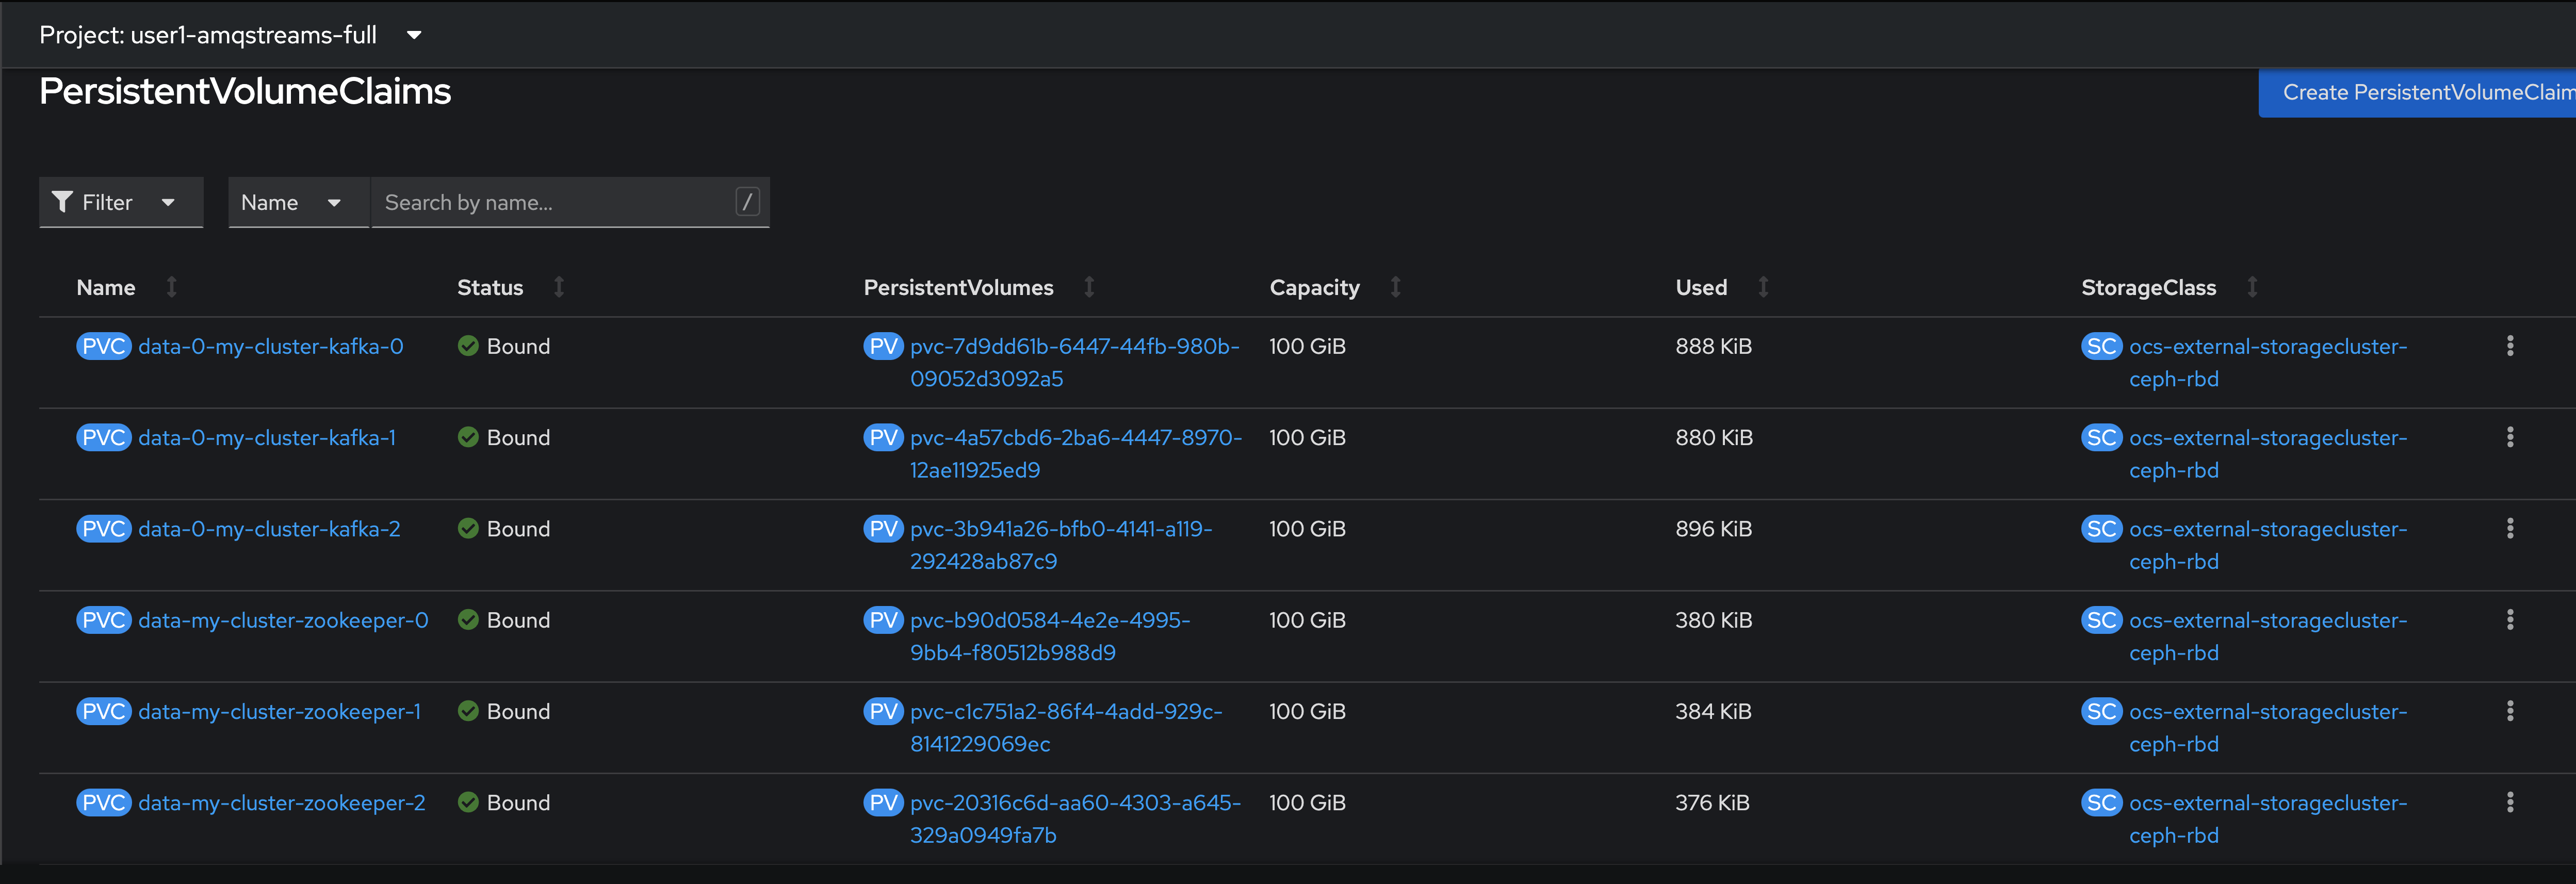 Project: user1-amqstreams-full
PersistentVolumeClaims
Create PersistentVolumeClaim
Filter Name Search by name... /
Name Status PersistentVolumes Capacity Used StorageClass
PVC data-0-my-cluster-kafka-0 Bound PV pvc-7d9dd61b-6447-44fb-980b- 100 GiB 888 KiB SC ocs-external-storagecluster-
09052d3092a5 ceph-rbd
PVC data-0-my-cluster-kafka-1 Bound PV pvc-4a57cbd6-2ba6-4447-8970- 100 GiB 880 KiB SC ocs-external-storagecluster-
12ae11925ed9 ceph-rbd
PVC data-0-my-cluster-kafka-2 Bound PV pvc-3b941a26-bfb0-4141-a119- 100 GiB 896 KiB SC ocs-external-storagecluster-
292428ab87c9 ceph-rbd
PVC data-my-cluster-zookeeper-0 Bound PV pvc-b90d0584-4e2e-4995- 100 GiB 380 KiB SC ocs-external-storagecluster-
9bb4-f80512b988d9 ceph-rbd
PVC data-my-cluster-zookeeper-1 Bound PV pvc-c1c751a2-86f4-4add-929c- 100 GiB 384 KiB SC ocs-external-storagecluster-
8141229069ec ceph-rbd
PVC data-my-cluster-zookeeper-2 Bound PV pvc-20316c6d-aa60-4303-a645- 100 GiB 376 KiB SC ocs-external-storagecluster-
329a0949fa7b ceph-rbd